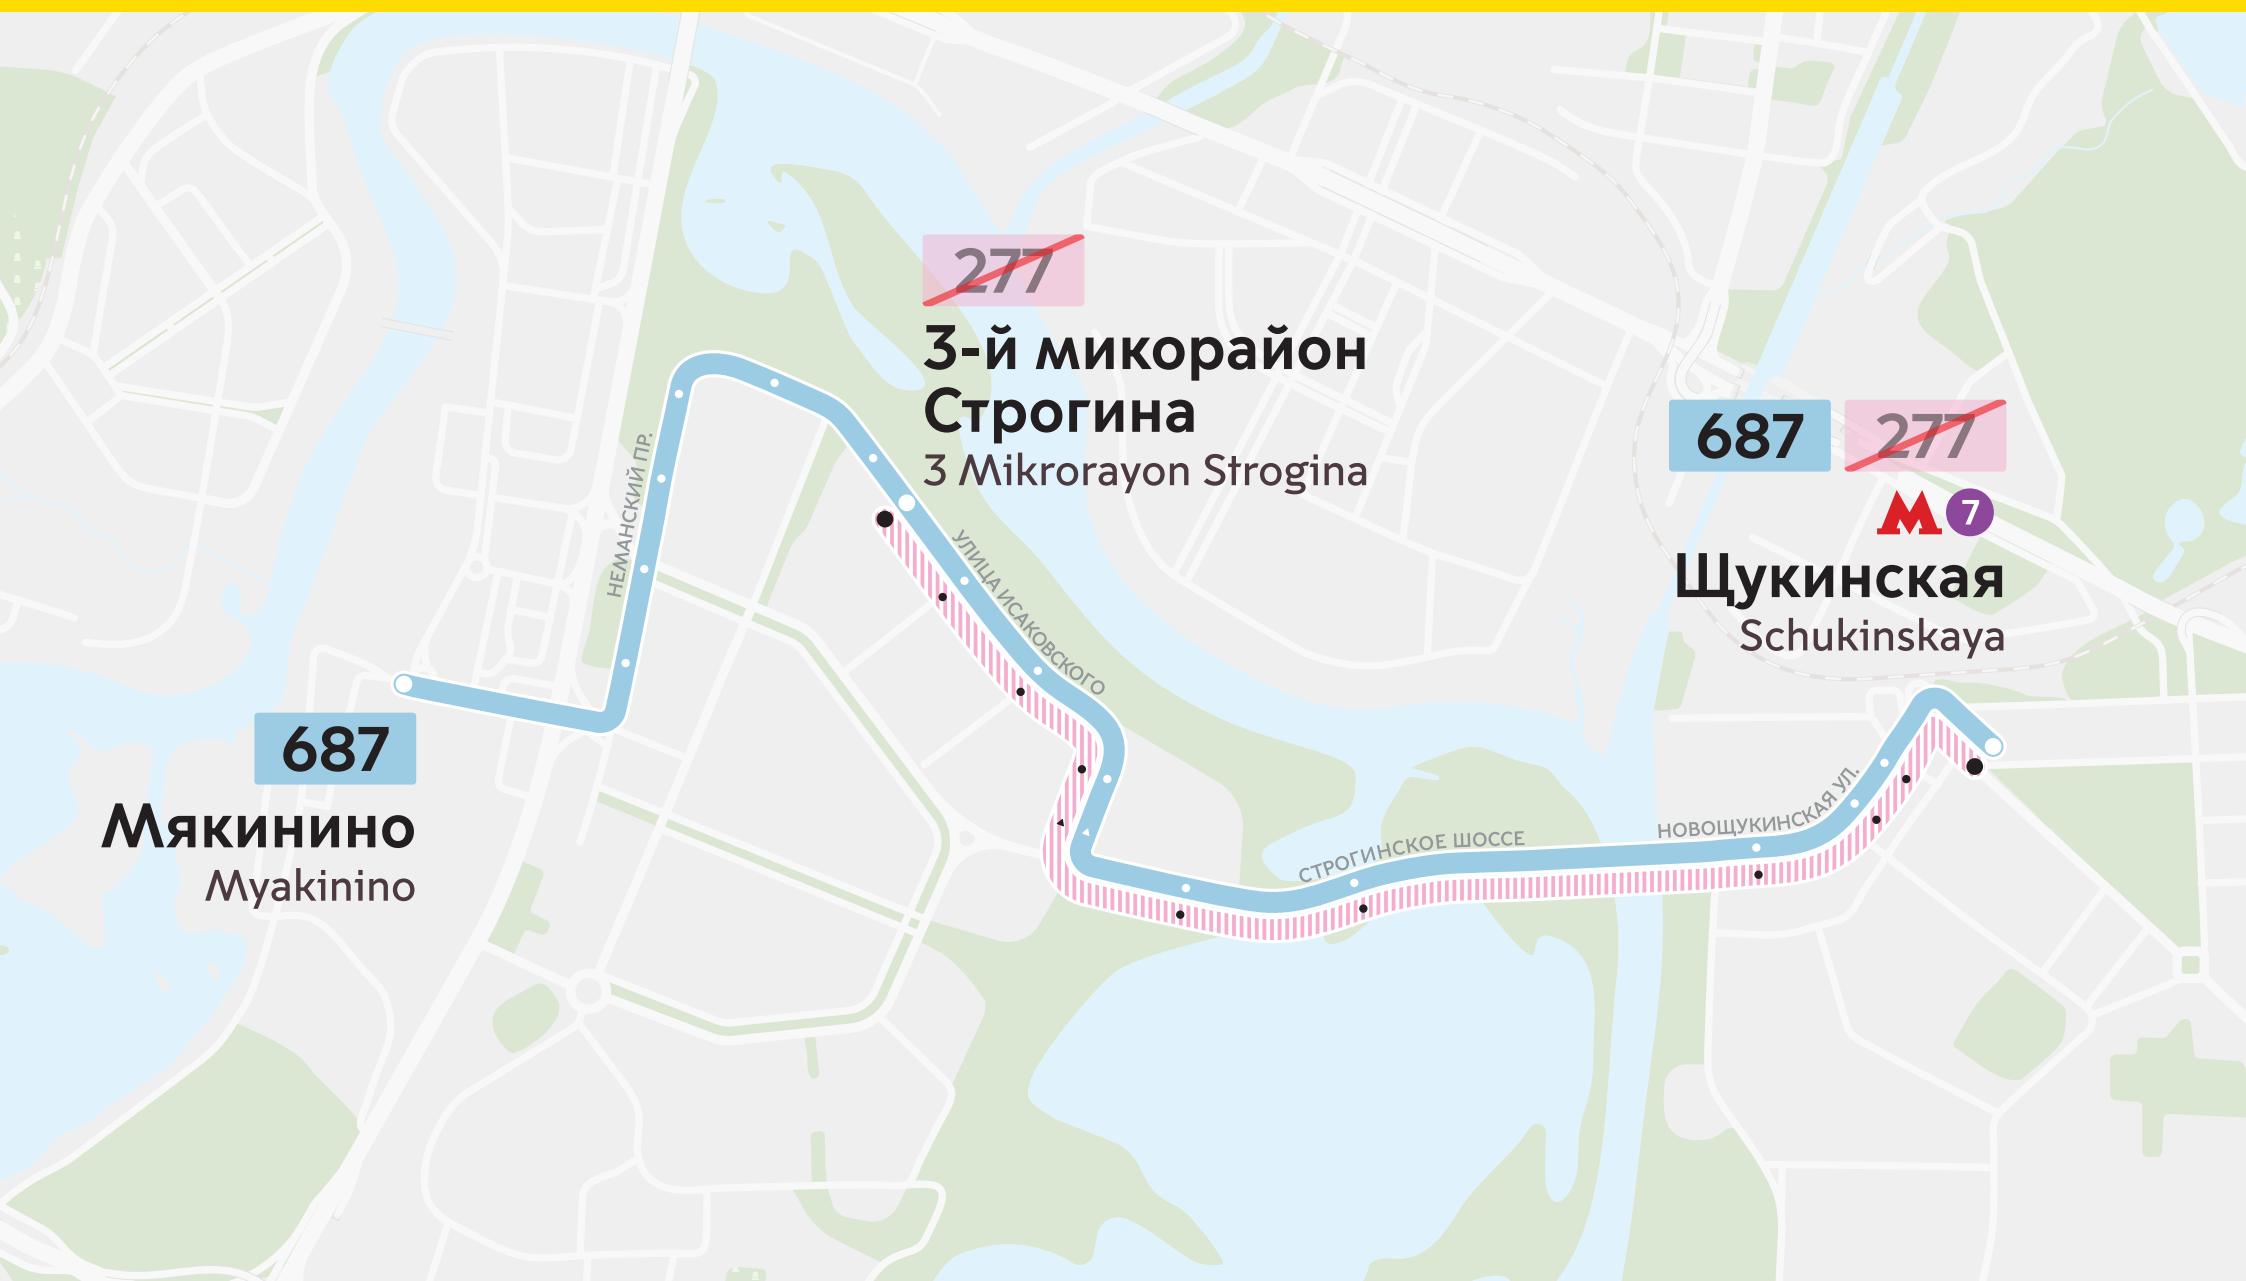 277
3-й микорайон
Строгина
3 Mikrorayon Strogina
687 277
М 7
Щукинская
Schukinskaya
НЕМАНСКИЙ ПР.
УЛИЦА ИСАКОВСКОГО
687
Мякинино
Myakinino
СТРОГИНСКОЕ ШОССЕ
НОВОЩУКИНСКАЯ УЛ.